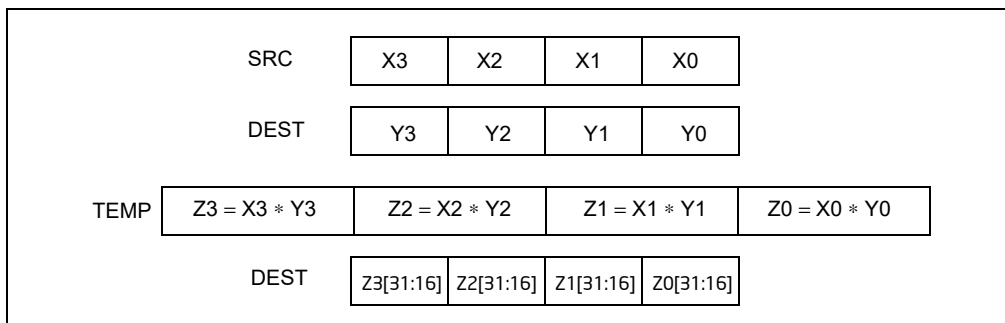 SRC X3 X2 X1 X0
DEST Y3 Y2 Y1 Y0
TEMP Z3 = X3 ∗ Y3 Z2 = X2 ∗ Y2 Z1 = X1 ∗ Y1 Z0 = X0 ∗ Y0
DEST Z3[31:16] Z2[31:16] Z1[31:16] Z0[31:16]